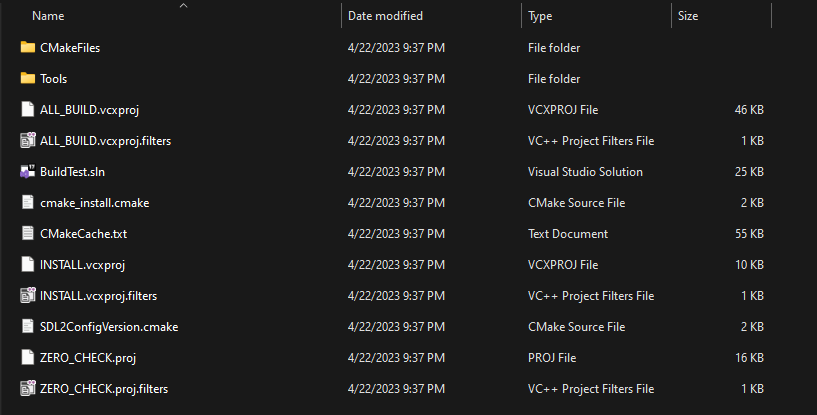 Name Date modified Type Size
CMakeFiles 4/22/2023 9:37 PM File folder
Tools 4/22/2023 9:37 PM File folder
ALL_BUILD.vcxproj 4/22/2023 9:37 PM VCXPROJ File 46 KB
ALL_BUILD.vcxproj.filters 4/22/2023 9:37 PM VC++ Project Filters File 1 KB
BuildTest.sln 4/22/2023 9:37 PM Visual Studio Solution 25 KB
cmake_install.cmake 4/22/2023 9:37 PM CMake Source File 2 KB
CMakeCache.txt 4/22/2023 9:37 PM Text Document 55 KB
INSTALL.vcxproj 4/22/2023 9:37 PM VCXPROJ File 10 KB
INSTALL.vcxproj.filters 4/22/2023 9:37 PM VC++ Project Filters File 1 KB
SDL2ConfigVersion.cmake 4/22/2023 9:37 PM CMake Source File 2 KB
ZERO_CHECK.proj 4/22/2023 9:37 PM PROJ File 16 KB
ZERO_CHECK.proj.filters 4/22/2023 9:37 PM VC++ Project Filters File 1 KB